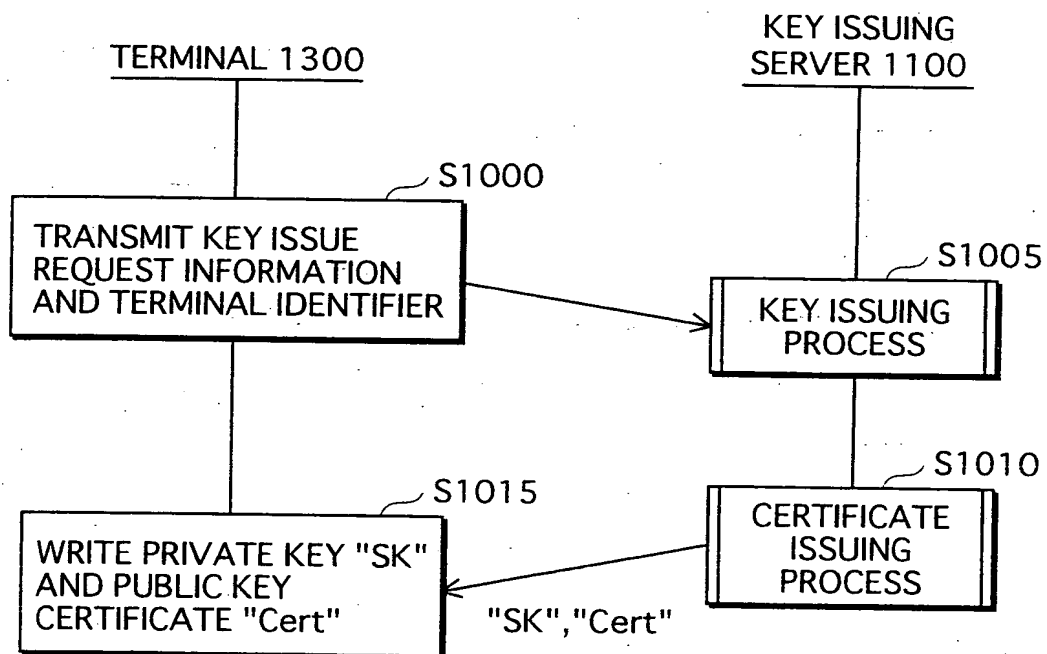 TERMINAL 1300
KEY ISSUING
SERVER 1100
S1000
TRANSMIT KEY ISSUE
REQUEST INFORMATION
AND TERMINAL IDENTIFIER
S1005
KEY ISSUING
PROCESS
S1010
CERTIFICATE
ISSUING
PROCESS
S1015
WRITE PRIVATE KEY "SK"
AND PUBLIC KEY
CERTIFICATE "Cert"
"SK","Cert"